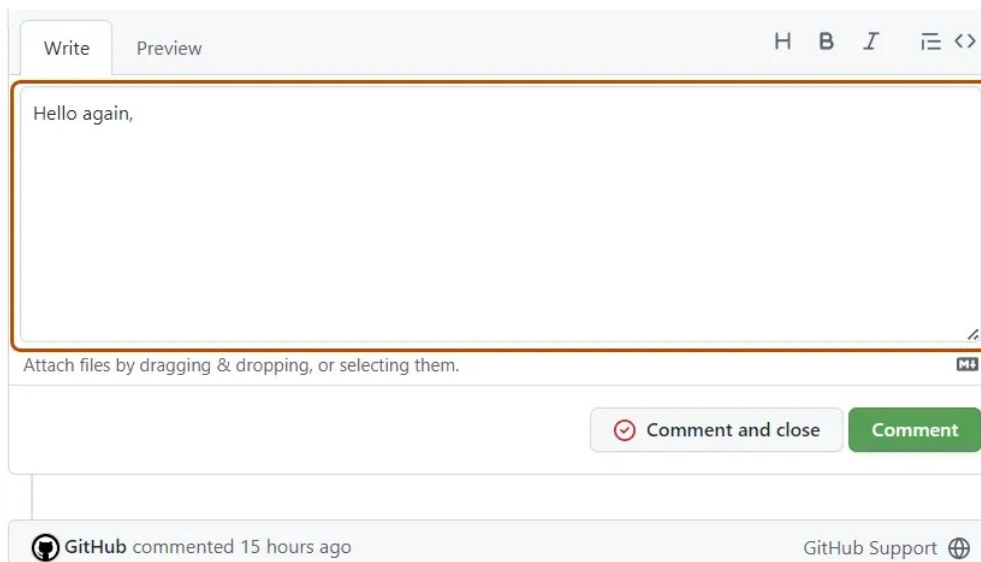 Write Preview H B I <>
Hello again,
Attach files by dragging & dropping, or selecting them. M↓
Comment and close Comment
GitHub commented 15 hours ago GitHub Support